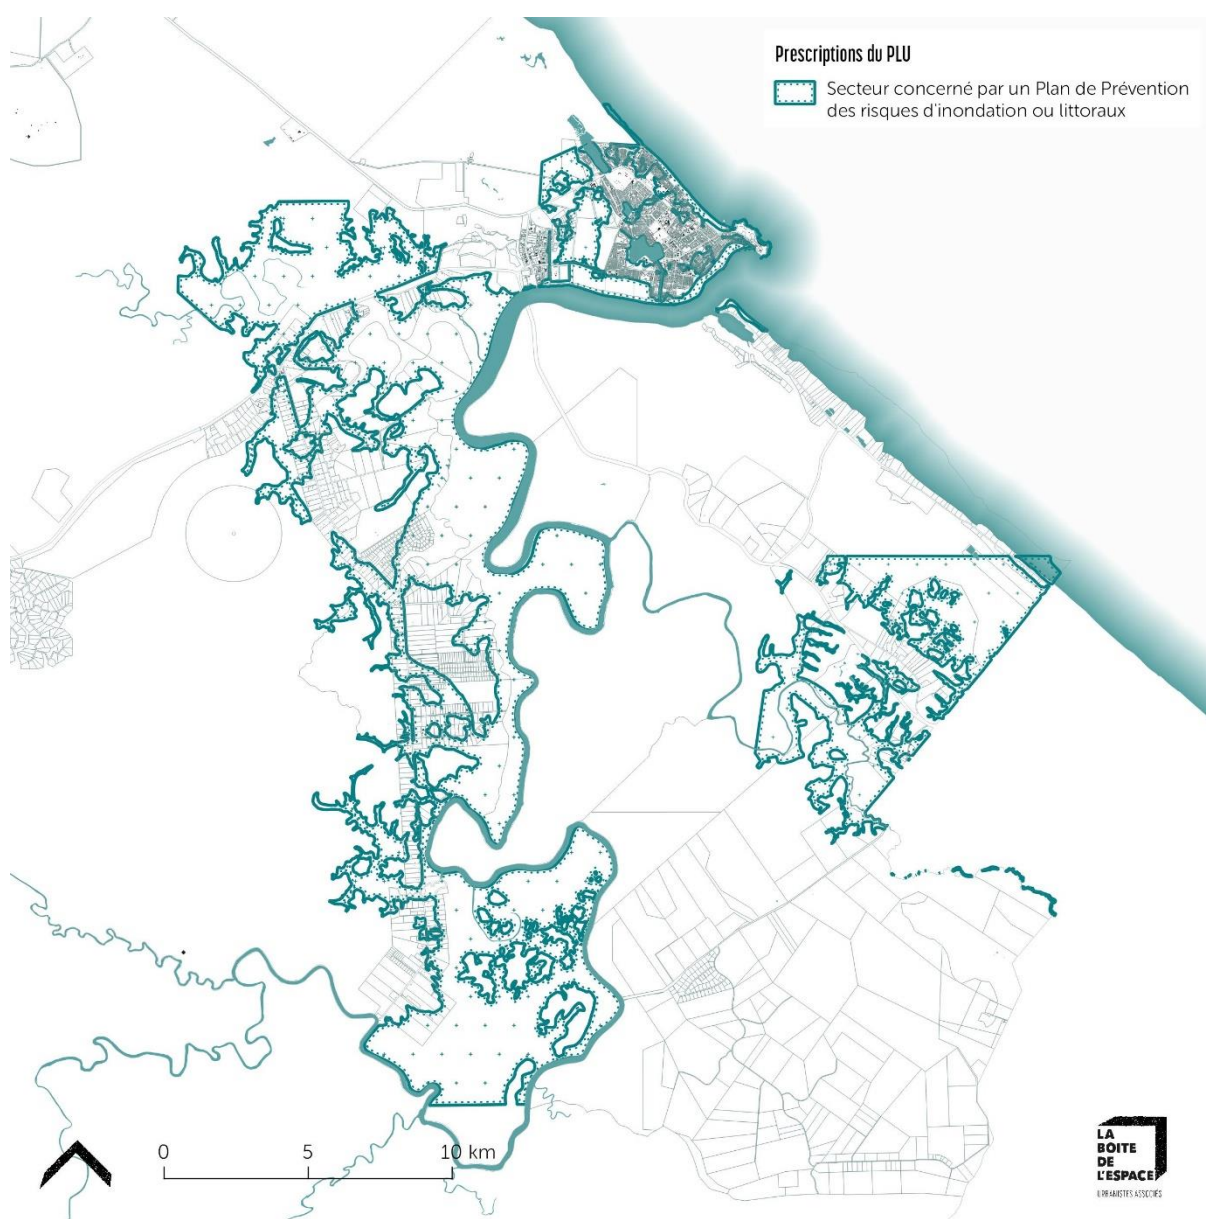 Prescriptions du PLU
Secteur concerné par un Plan de Prévention
des risques d'inondation ou littoraux
0 5 10 km
LA
BOITE
DE
L'ESPACE
URBANISTES ASSOCIÉS